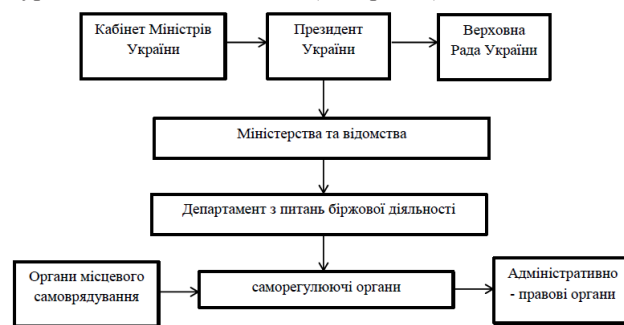 Кабінет Міністрів
України
Президент
України
Верховна
Рада України
Міністерства та відомства
Департамент з питань біржової діяльності
Органи місцевого
самоврядування
саморегулюючі органи
Адміністративно
- правові органи